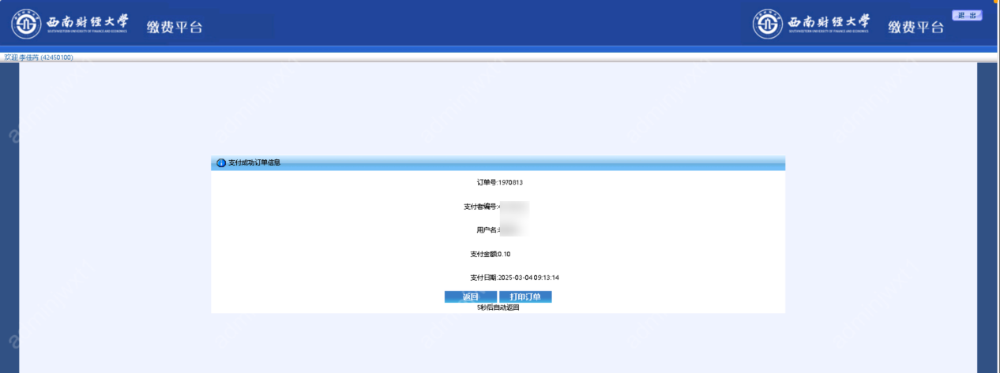 西南财经大学
SOUTHWESTERN UNIVERSITY OF FINANCE AND ECONOMICS
缴费平台
西南财经大学
SOUTHWESTERN UNIVERSITY OF FINANCE AND ECONOMICS
缴费平台
退 出
欢迎 李佳芮 (42450100)
支付成功订单信息
订单号:1970813
支付者编号:
用户名:
支付金额:0.10
支付日期:2025-03-04 09:13:14
返回 打印订单
5秒后自动返回